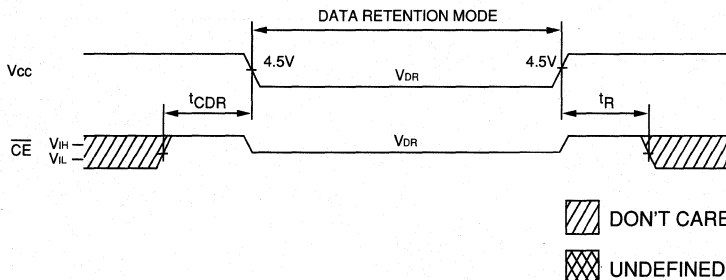 DATA RETENTION MODE
4.5V
4.5V
Vcc
VDR
tCDR
tR
CE
VIH
VIL
VDR
DON'T CARE
UNDEFINED